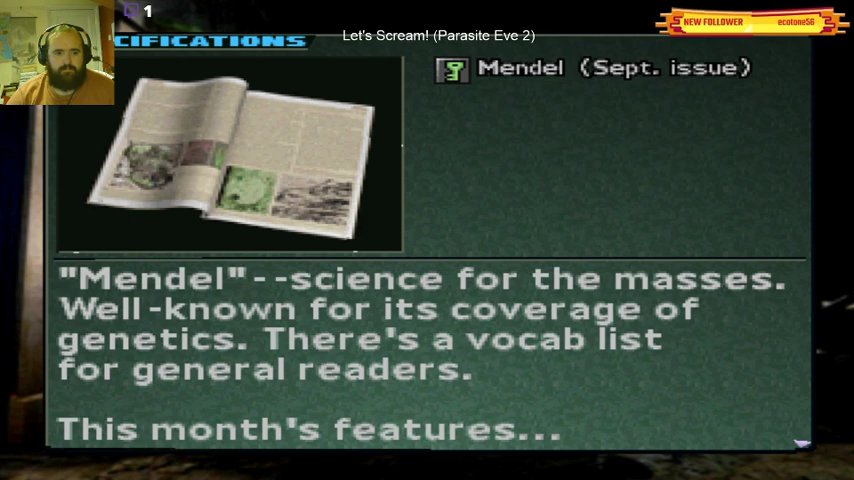 1
Let's Scream! (Parasite Eve 2)
NEW FOLLOWER
ecotone56
CIFICATIONS
Mendel (Sept. issue)
"Mendel"--science for the masses.
Well-known for its coverage of
genetics. There's a vocab list
for general readers.
This month's features...